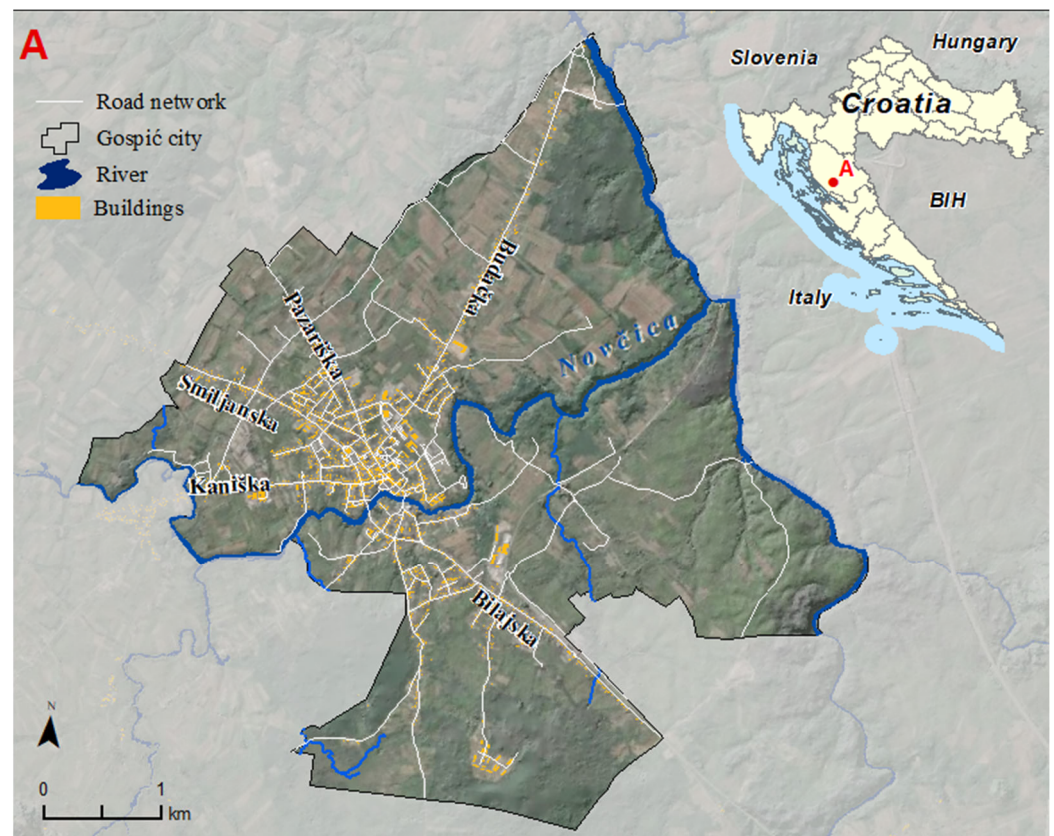 A
Road network
Gospić city
River
Buildings
Slovenia
Hungary
Croatia
A
BIH
Italy
Budačka
Pazariška
Novčica
Smiljanska
Kaniška
Bilajska
N
0
1
km